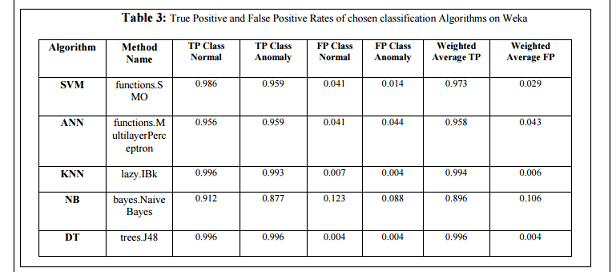 Table 3: True Positive and False Positive Rates of chosen classification Algorithms on Weka
Algorithm Method Name TP Class Normal TP Class Anomaly FP Class Normal FP Class Anomaly Weighted Average TP Weighted Average FP
SVM functions.S MO 0.986 0.959 0.041 0.014 0.973 0.029
ANN functions.M ultilayerPerc eptron 0.956 0.959 0.041 0.044 0.958 0.043
KNN lazy.IBk 0.996 0.993 0.007 0.004 0.994 0.006
NB bayes.Naive Bayes 0.912 0.877 0.123 0.088 0.896 0.106
DT trees.J48 0.996 0.996 0.004 0.004 0.996 0.004